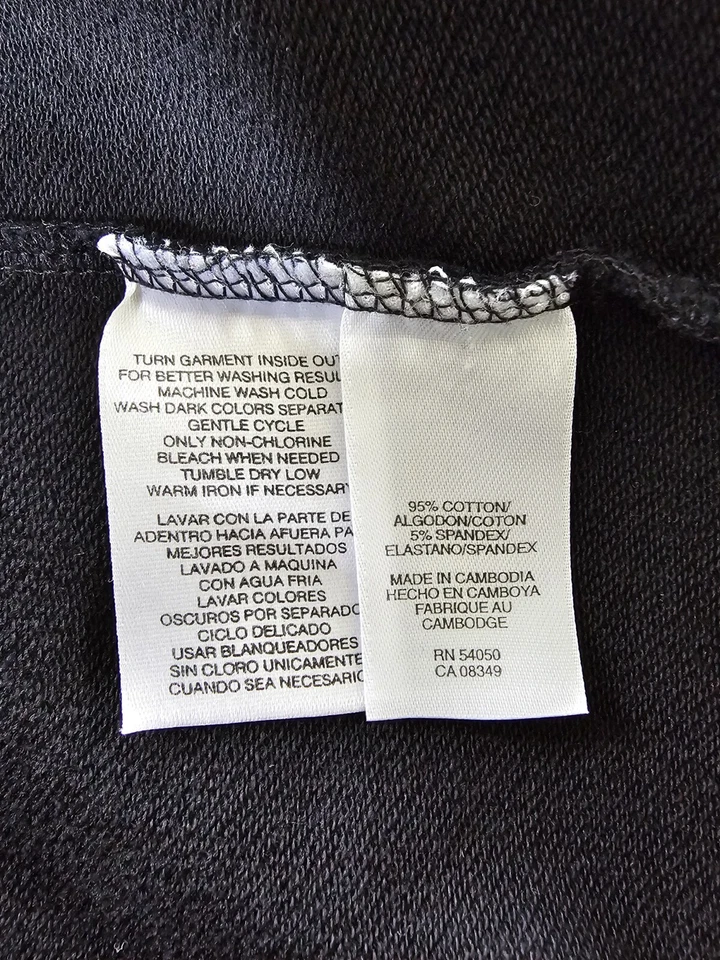 TURN GARMENT INSIDE OUT
FOR BETTER WASHING RESUL
MACHINE WASH COLD
WASH DARK COLORS SEPARAT
GENTLE CYCLE
ONLY NON-CHLORINE
BLEACH WHEN NEEDED
TUMBLE DRY LOW
WARM IRON IF NECESSARY
LAVAR CON LA PARTE DE
ADENTRO HACIA AFUERA PA
MEJORES RESULTADOS
LAVADO A MAQUINA
CON AGUA FRIA
LAVAR COLORES
OSCUROS POR SEPARADO
CICLO DELICADO
USAR BLANQUEADORES
SIN CLORO UNICAMENTE
CUANDO SEA NECESARIO
95% COTTON/
ALGODON/COTON
5% SPANDEX/
ELASTANO/SPANDEX
MADE IN CAMBODIA
HECHO EN CAMBOYA
FABRIQUE AU
CAMBODGE
RN 54050
CA 08349